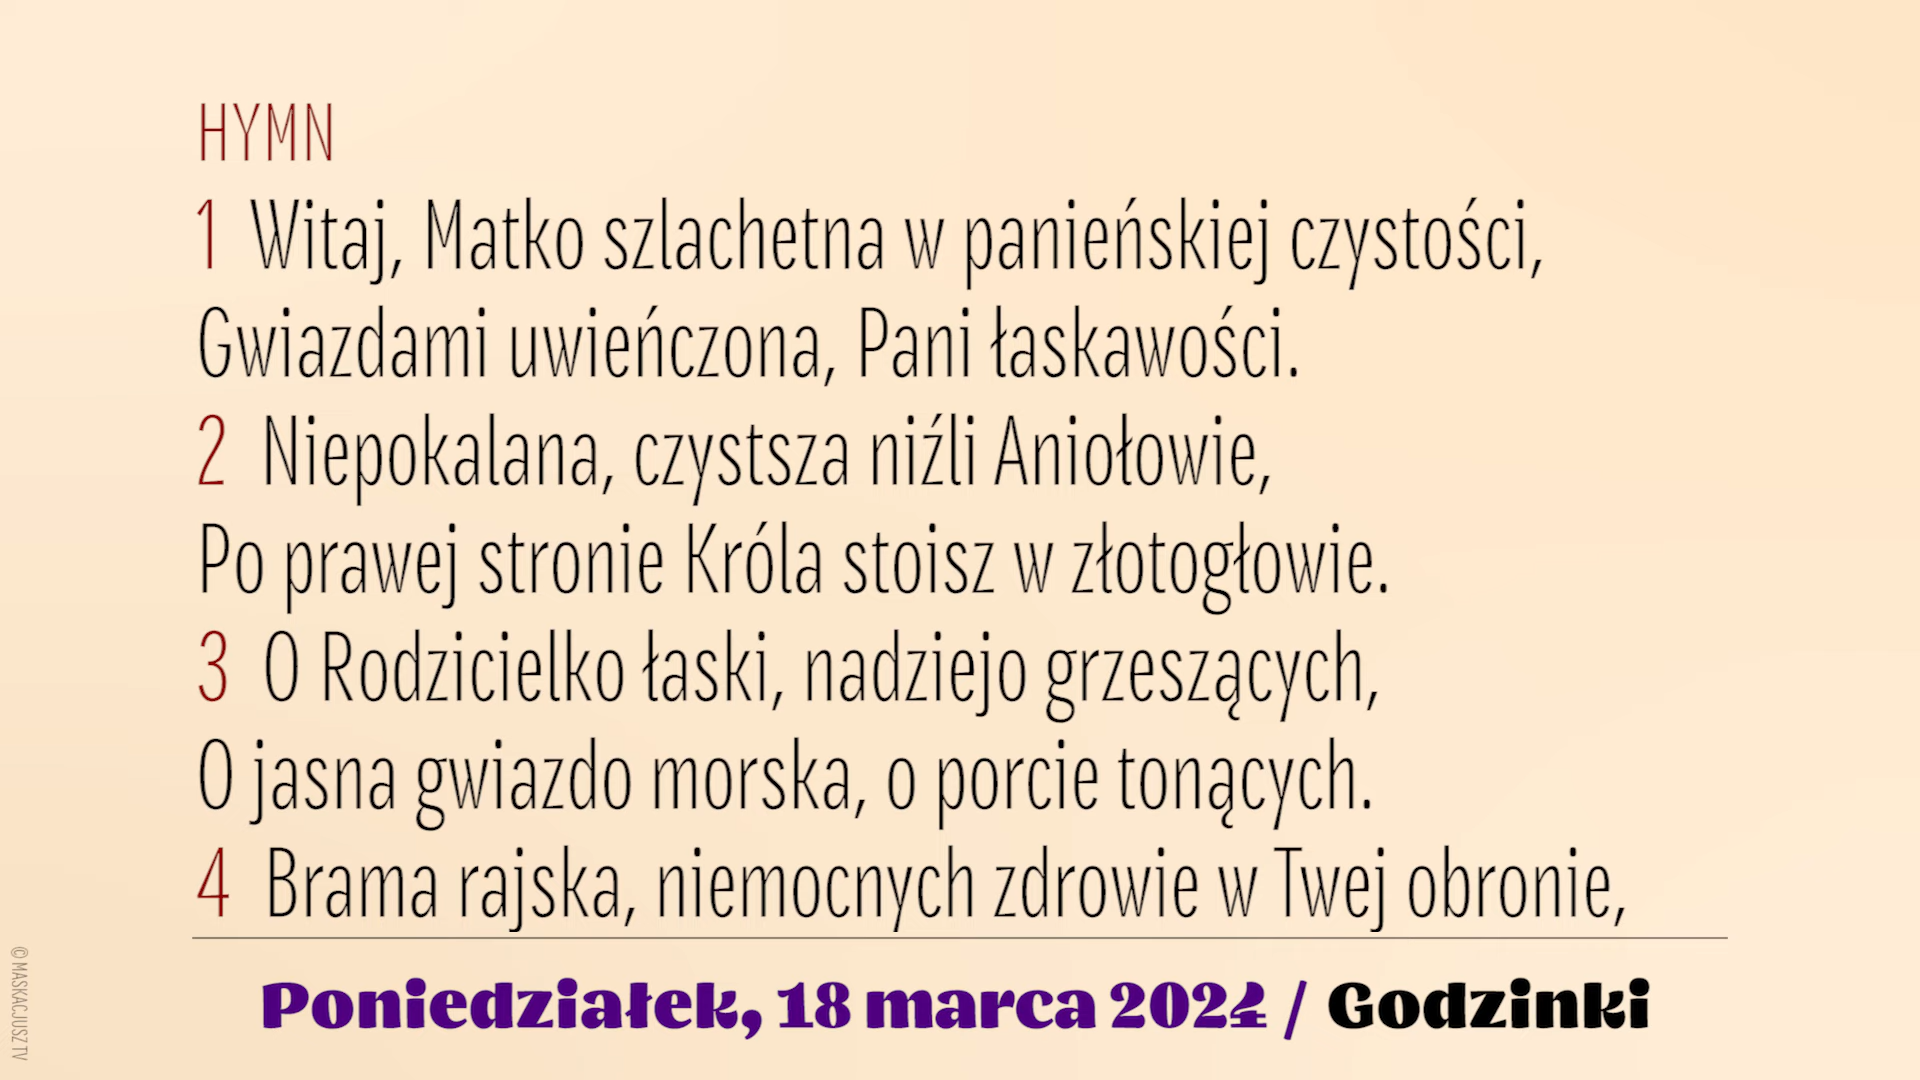 HYMN
1 Witaj, Matko szlachetna w panieńskiej czystości,
Gwiazdami uwieńczona, Pani łaskawości.
2 Niepokalana, czystsza niźli Aniołowie,
Po prawej stronie Króla stoisz w złotogłowie.
3 O Rodzicielko łaski, nadziejo grzeszących,
O jasna gwiazdo morska, o porcie tonących.
4 Brama rajska, niemocnych zdrowie w Twej obronie,
Poniedziałek, 18 marca 2024 / Godzinki
© MASKACJUSZ TV